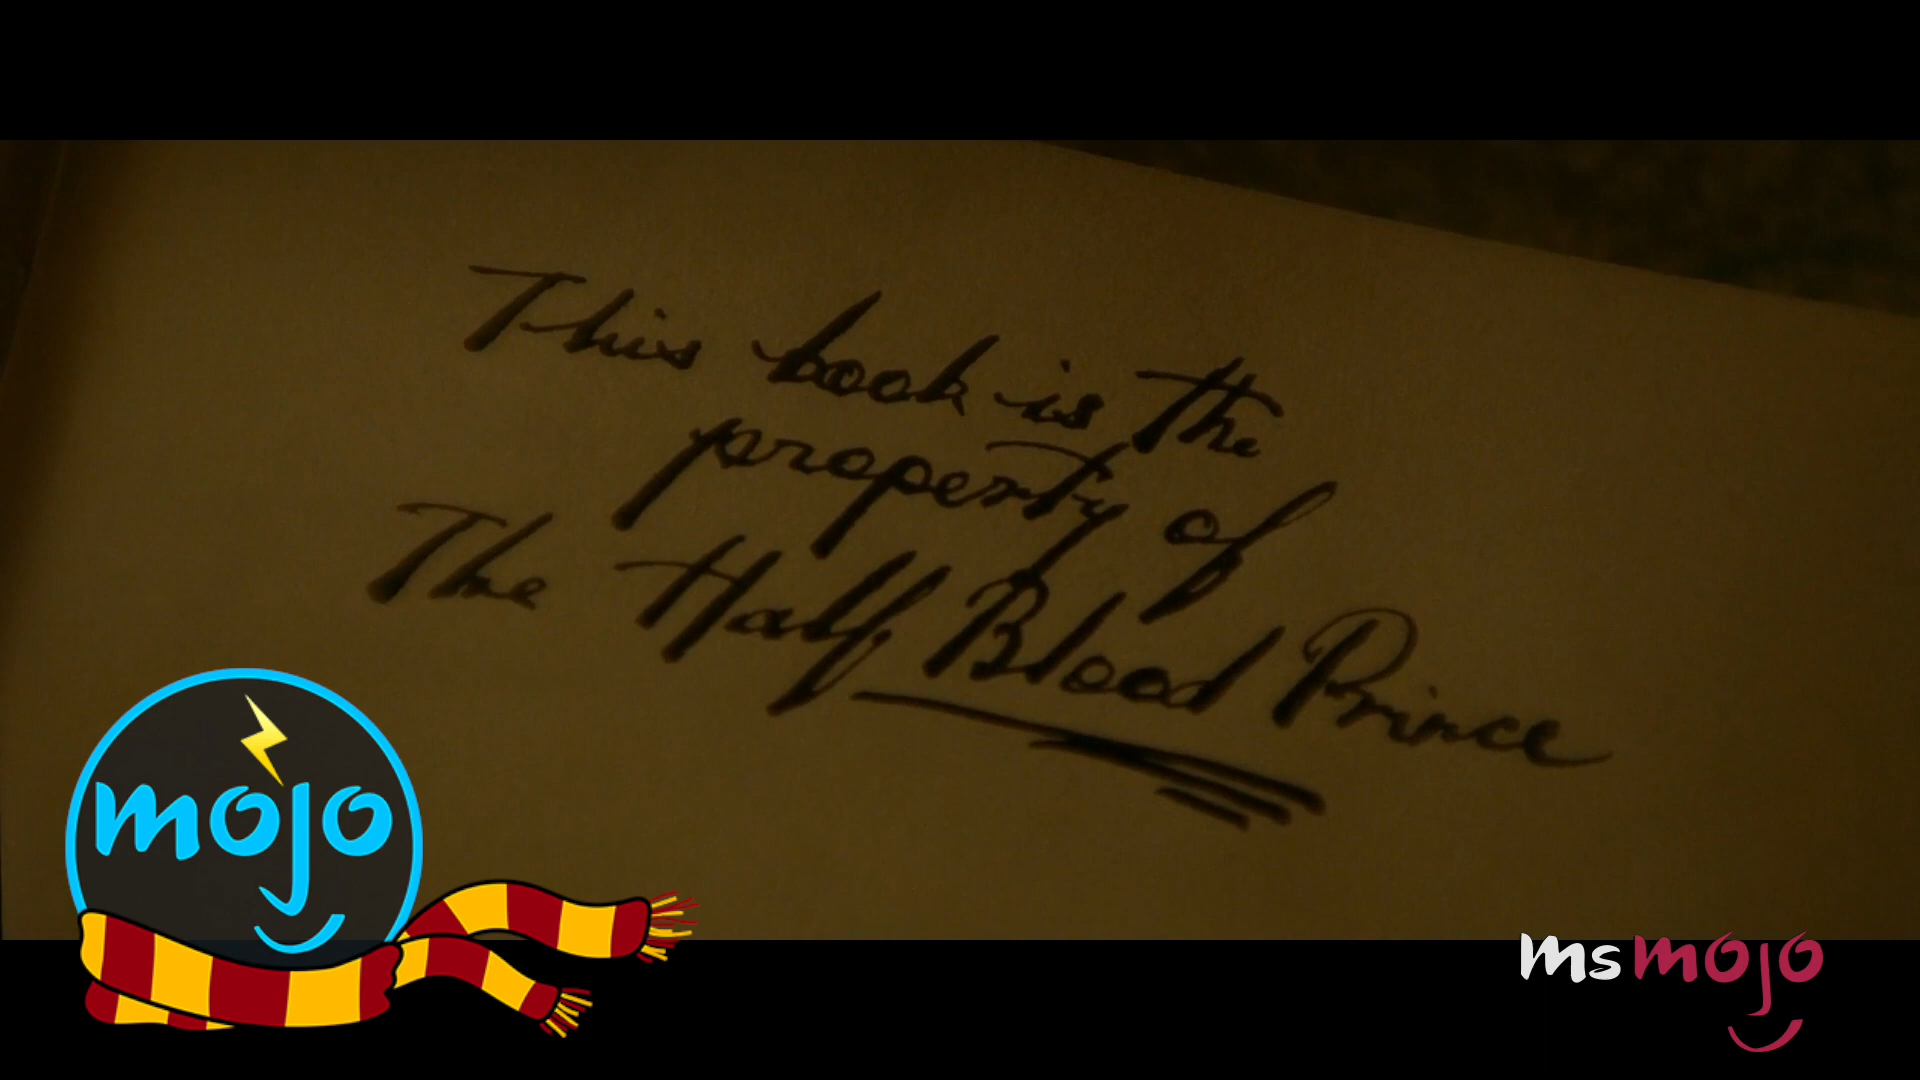 This book is the
property of
The Half Blood Prince
mojo
msmojo